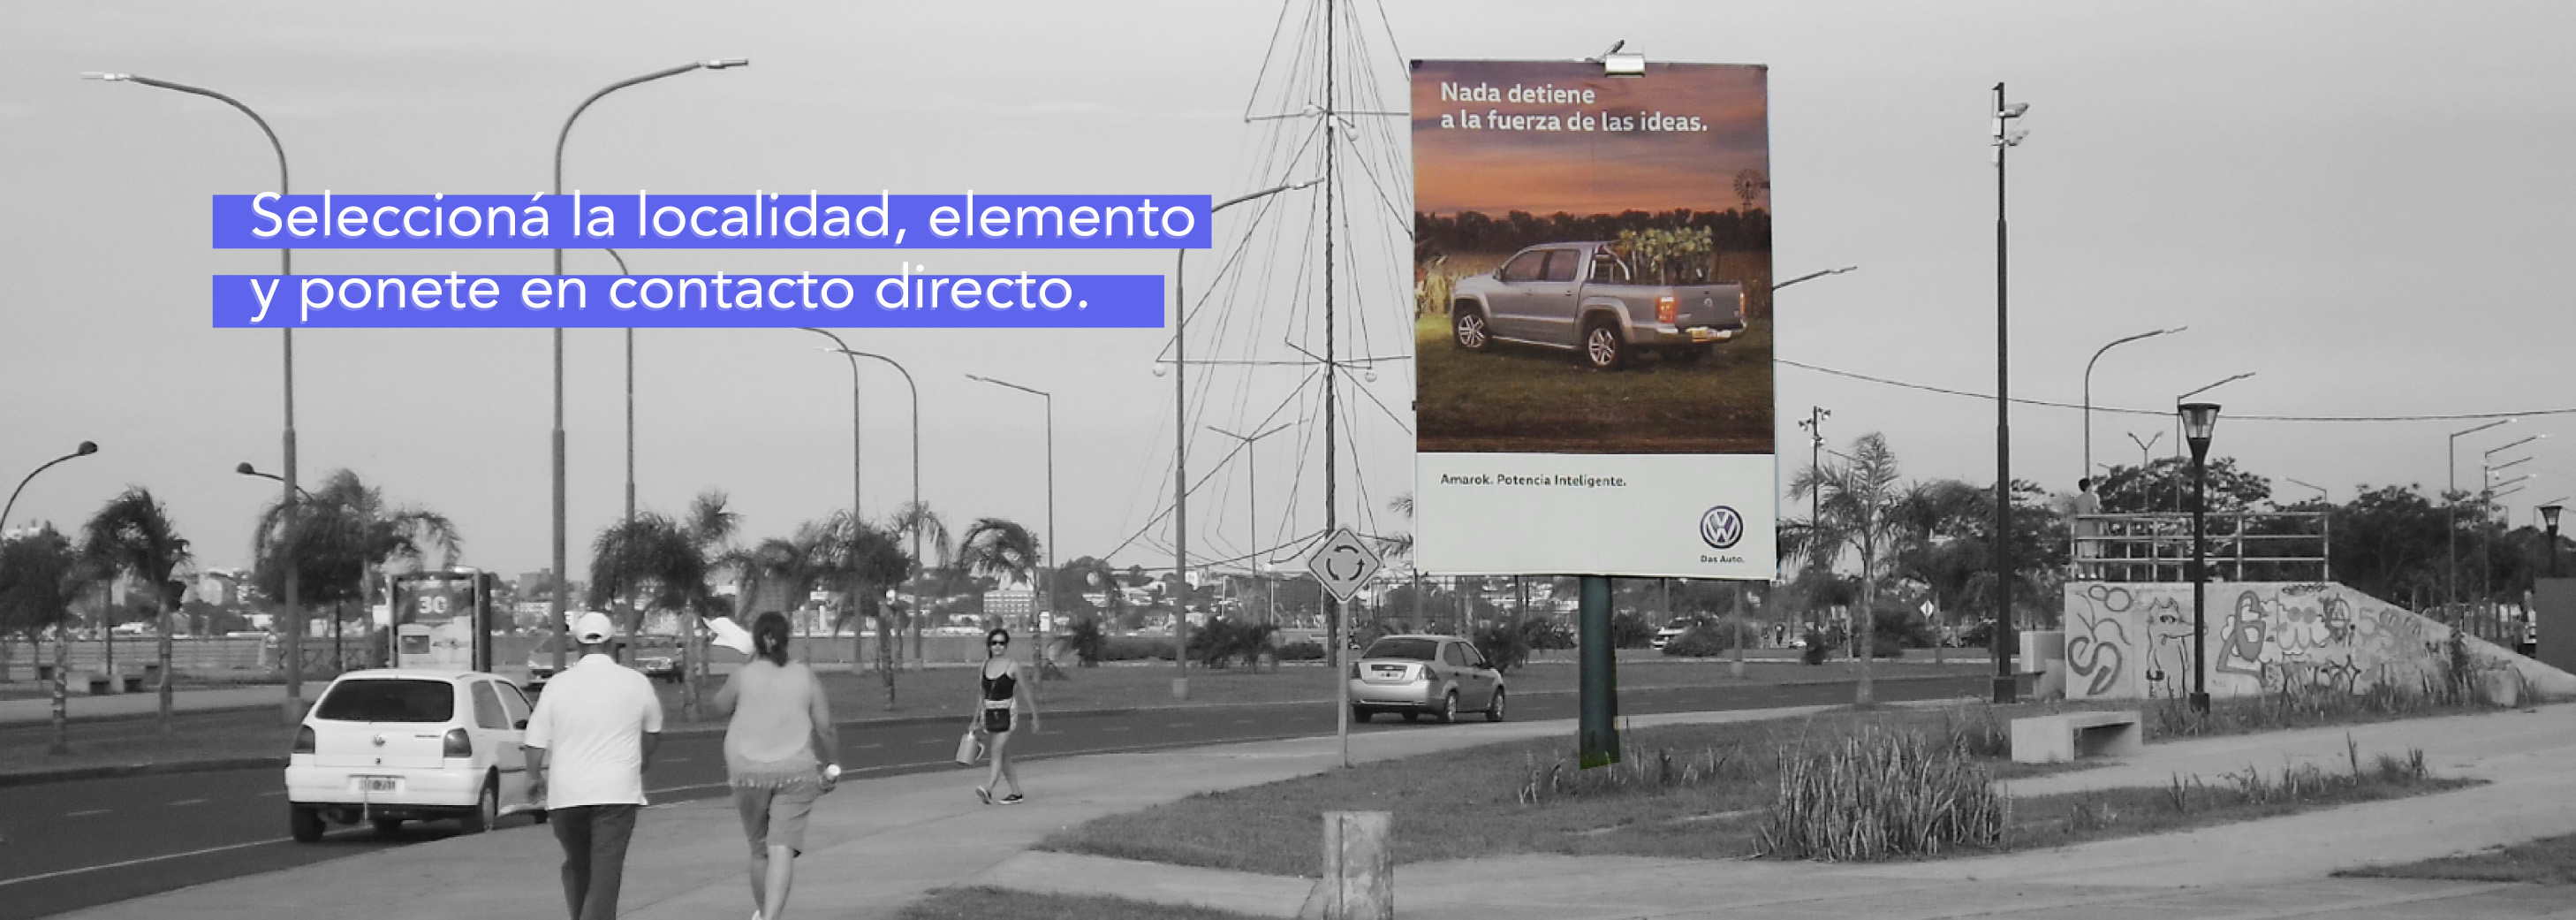 Seleccioná la localidad, elemento
y ponete en contacto directo.
Nada detiene
a la fuerza de las ideas.
Amarok. Potencia Inteligente.
Das Auto.
30